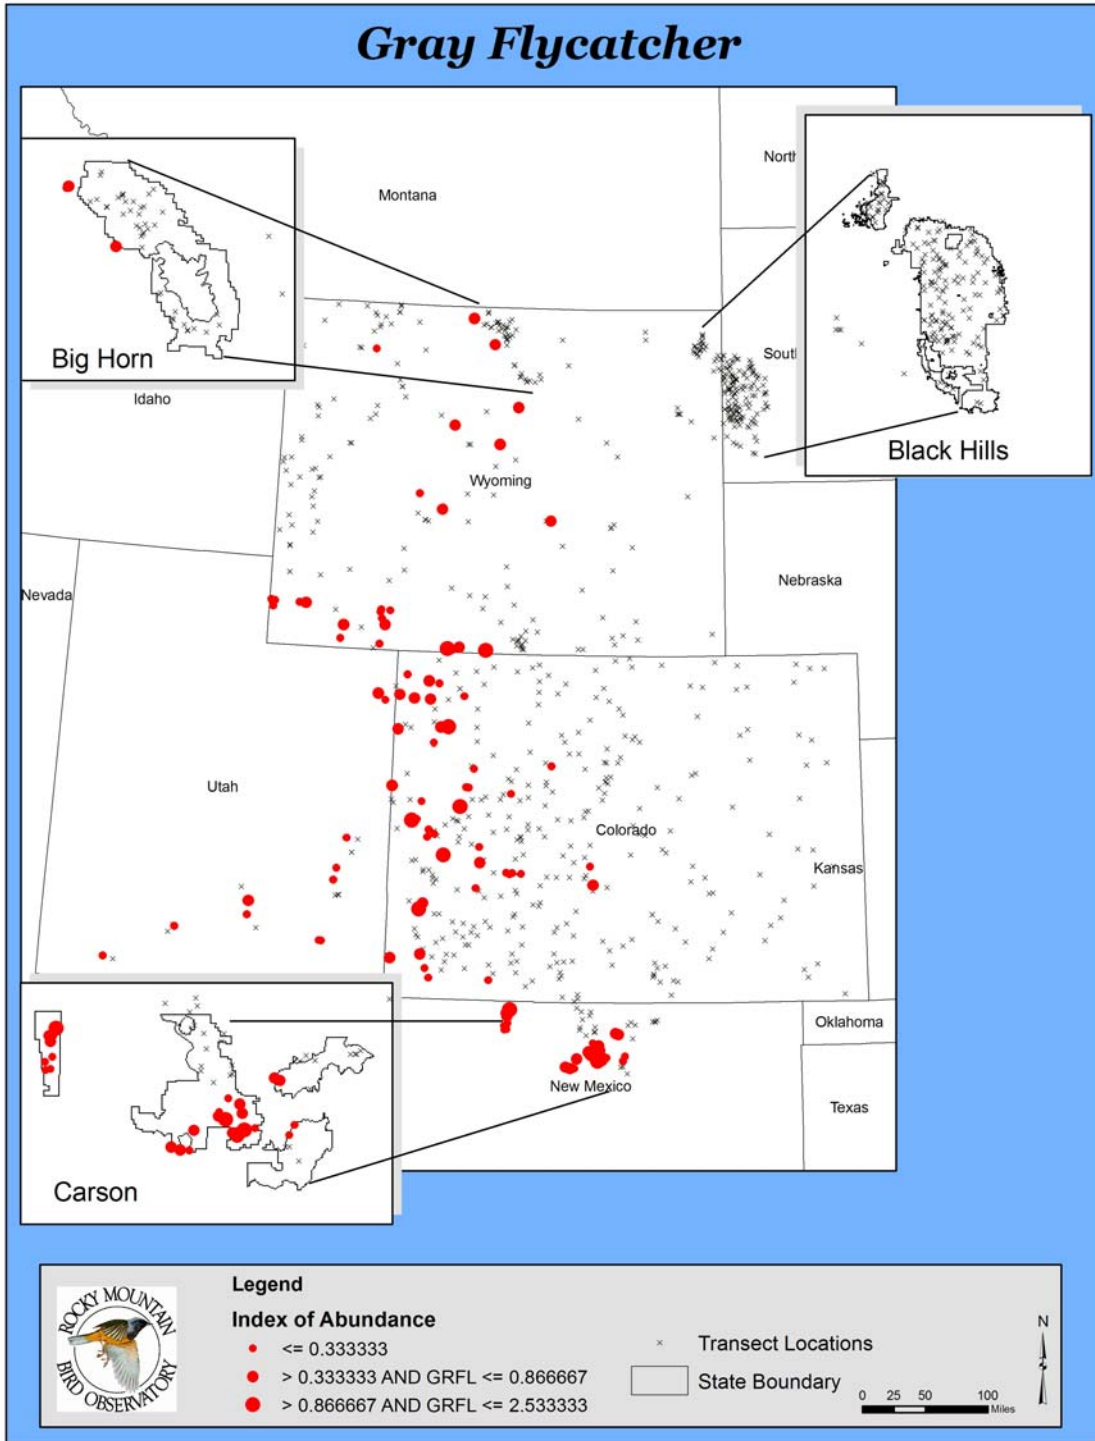 Gray Flycatcher
Montana
North
Big Horn
Idaho
South
Black Hills
Wyoming
Nebraska
Nevada
Utah
Colorado
Kansas
Oklahoma
New Mexico
Texas
Carson
Legend
Index of Abundance
<= 0.333333
> 0.333333 AND GRFL <= 0.866667
> 0.866667 AND GRFL <= 2.533333
Transect Locations
State Boundary
N
0 25 50 100
Miles
ROCKY MOUNTAIN
BIRD OBSERVATORY